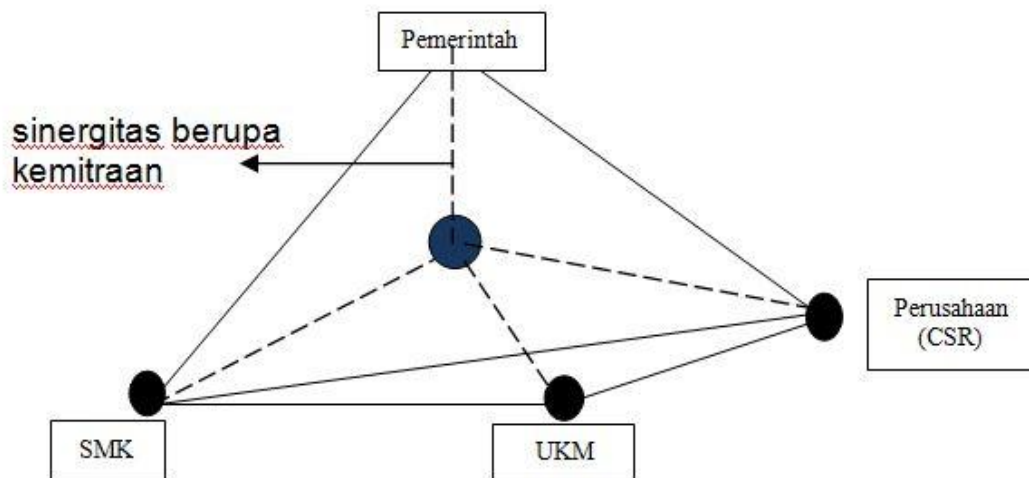 Pemerintah
sinergitas berupa
kemitraan
Perusahaan
(CSR)
SMK
UKM